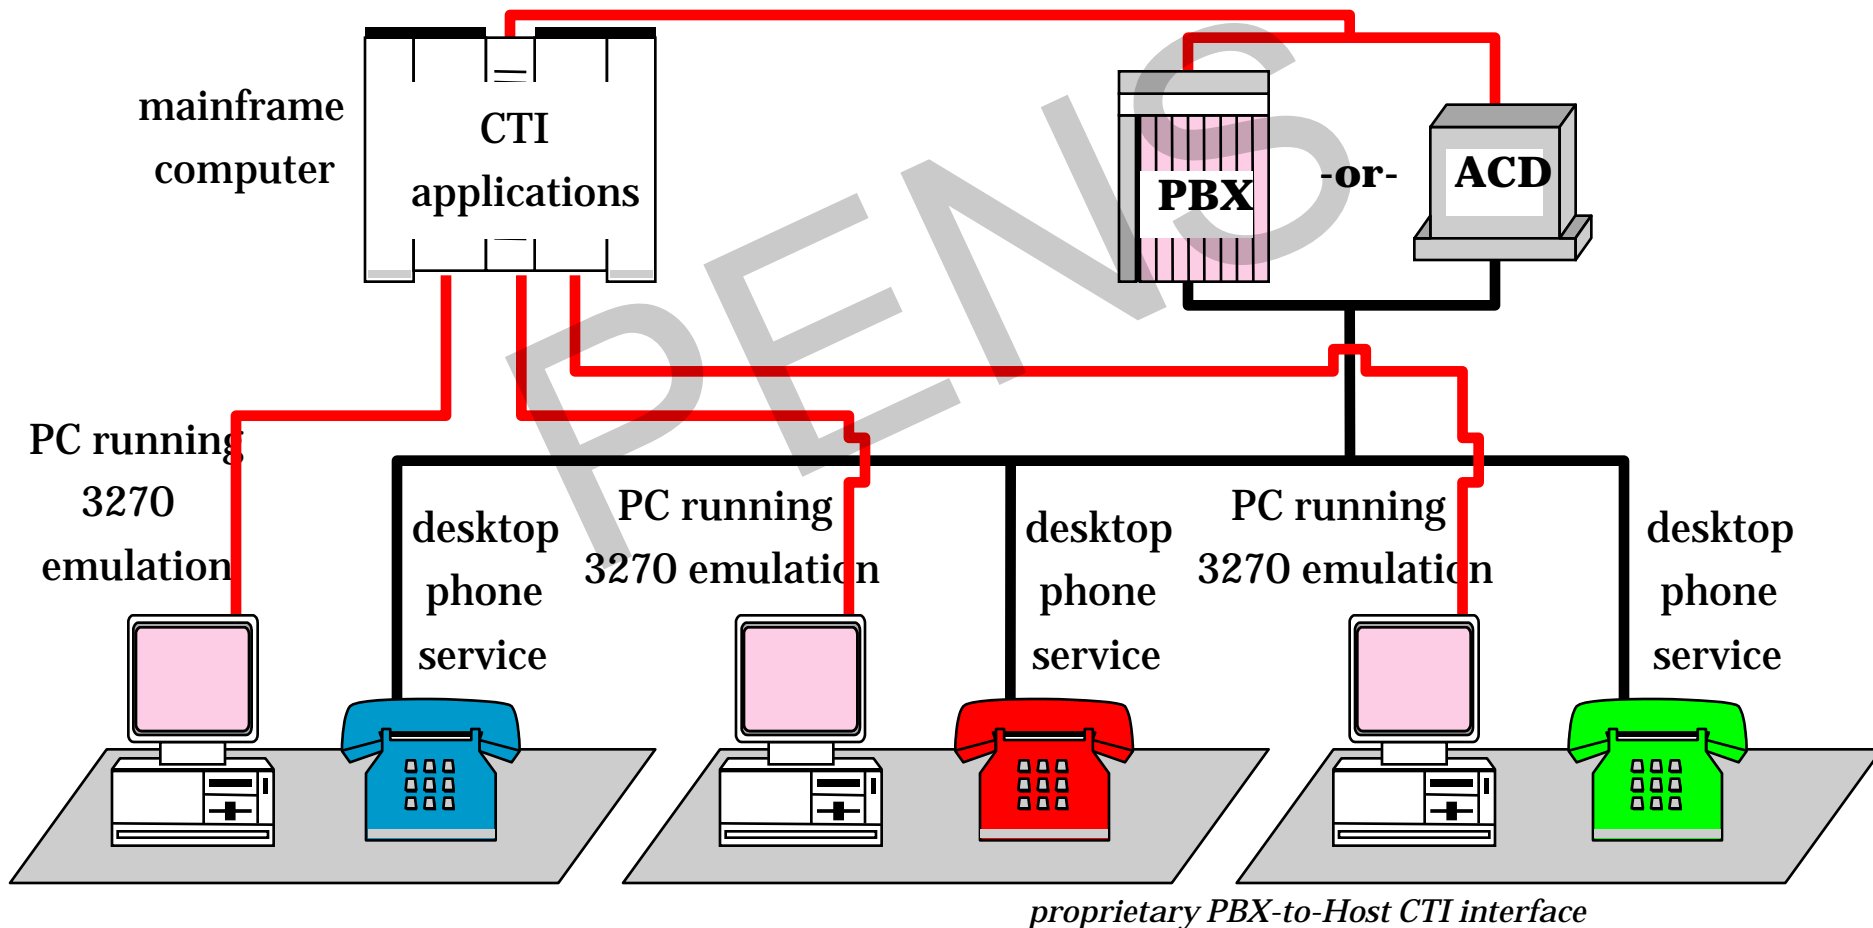 mainframe
computer
CTI
applications
PBX
-or-
ACD
PENS
PC running
3270
emulation
desktop
phone
service
PC running
3270 emulation
desktop
phone
service
PC running
3270 emulation
desktop
phone
service
proprietary PBX-to-Host CTI interface